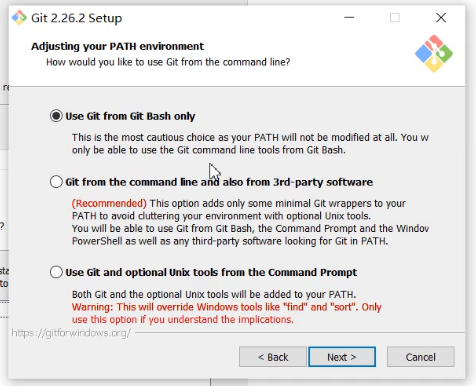 Git 2.26.2 Setup
Adjusting your PATH environment
How would you like to use Git from the command line?
re
Use Git from Git Bash only
This is the most cautious choice as your PATH will not be modified at all. You w
only be able to use the Git command line tools from Git Bash.
Git from the command line and also from 3rd-party software
(Recommended) This option adds only some minimal Git wrappers to your
PATH to avoid cluttering your environment with optional Unix tools.
You will be able to use Git from Git Bash, the Command Prompt and the Window
PowerShell as well as any third-party software looking for Git in PATH.
?
Use Git and optional Unix tools from the Command Prompt
sta
to
Both Git and the optional Unix tools will be added to your PATH.
Warning: This will override Windows tools like "find" and "sort". Only
use this option if you understand the implications.
https://gitforwindows.org/
< Back
Next >
Cancel